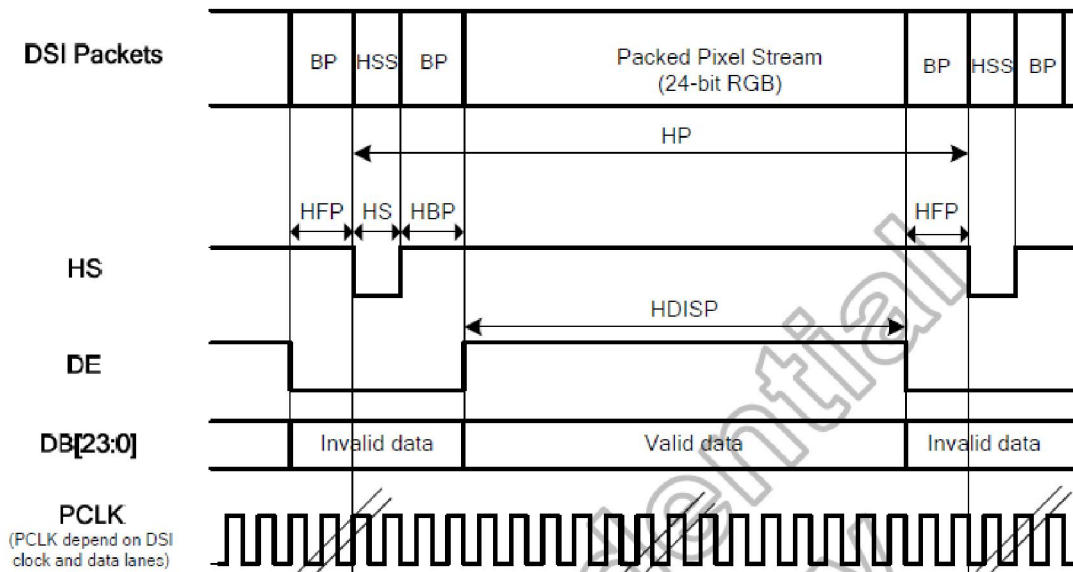 DSI Packets
BP HSS BP Packed Pixel Stream (24-bit RGB) BP HSS BP
HP
HFP HS HBP HFP
HS
HDISP
DE
DB[23:0] Invalid data Valid data Invalid data
PCLK
(PCLK depend on DSI
clock and data lanes)
dential